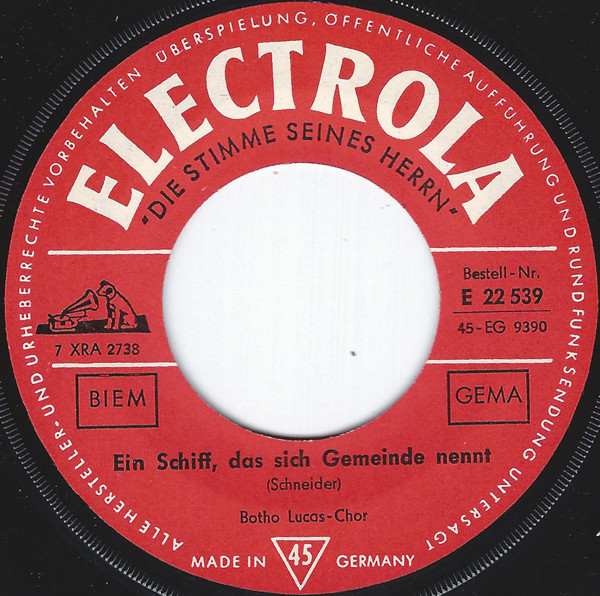 ALLE HERSTELLER- UND URHEBERRECHTE VORBEHALTEN ÜBERSPIELUNG, ÖFFENTLICHE AUFFÜHRUNG UND RUNDFUNKSENDUNG UNTERSAGT
ELECTROLA
"DIE STIMME SEINES HERRN"
Bestell-Nr.
E 22 539
45-EG 9390
7 XRA 2738
BIEM
GEMA
Ein Schiff, das sich Gemeinde nennt
(Schneider)
Botho Lucas-Chor
MADE IN 45 GERMANY